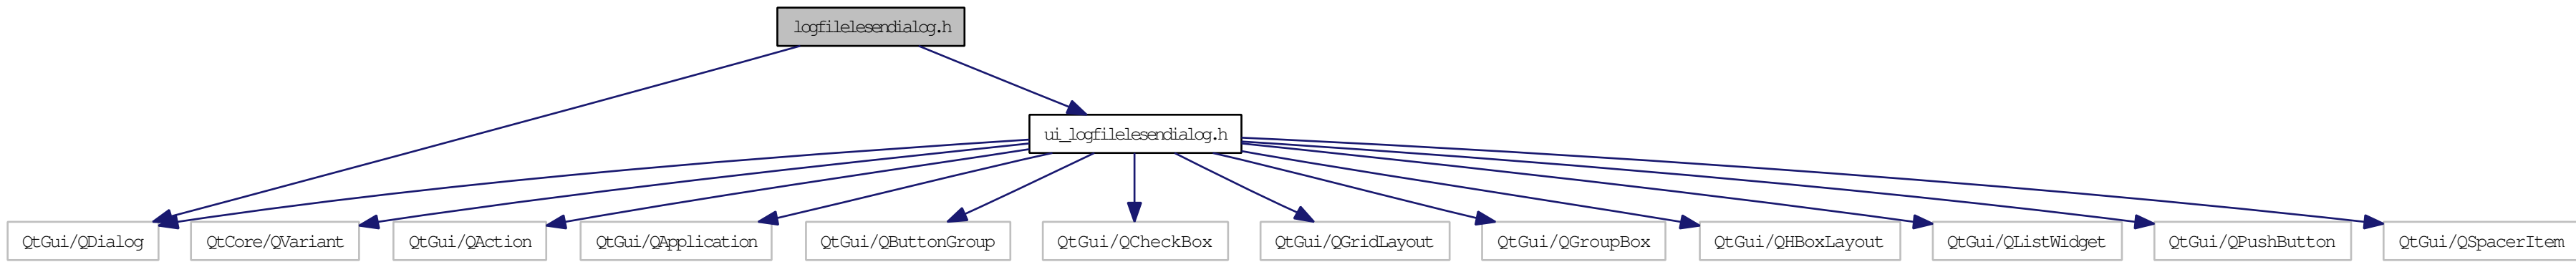 logfilelesendialog.h
ui_logfilelesendialog.h
QtGui/QDialog
QtCore/QVariant
QtGui/QAction
QtGui/QApplication
QtGui/QButtonGroup
QtGui/QCheckBox
QtGui/QGridLayout
QtGui/QGroupBox
QtGui/QHBoxLayout
QtGui/QListWidget
QtGui/QPushButton
QtGui/QSpacerItem